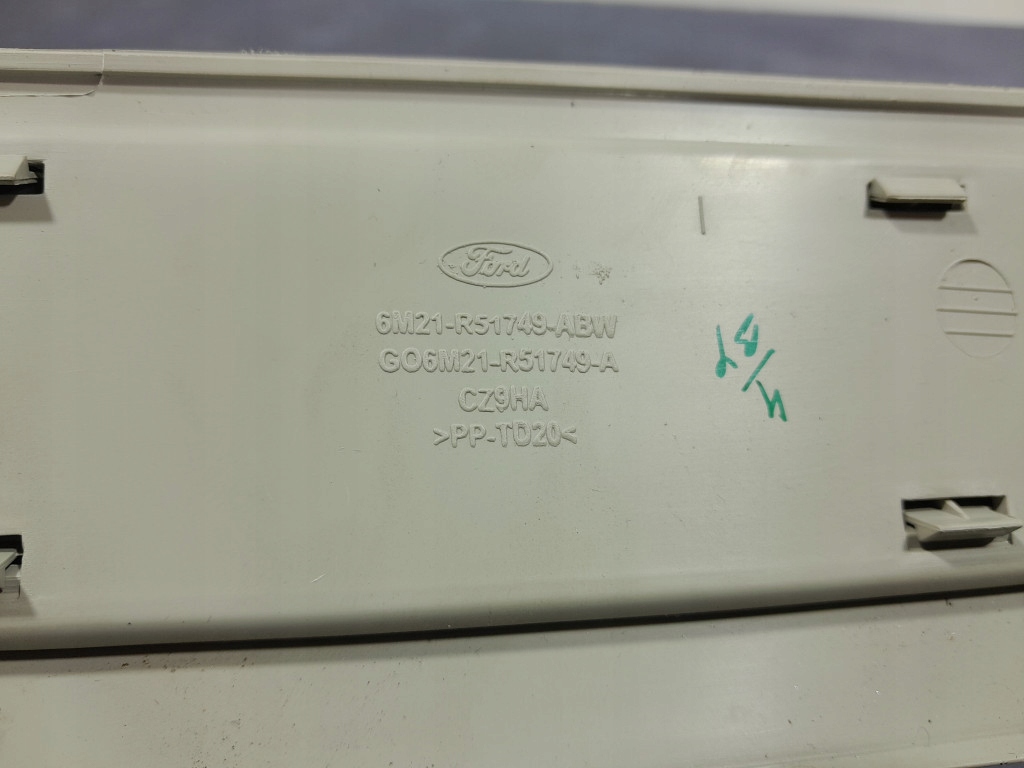 Ford
6M21-R51749-ABW
GO6M21-R51749-A
CZ9HA
>PP-TD20<